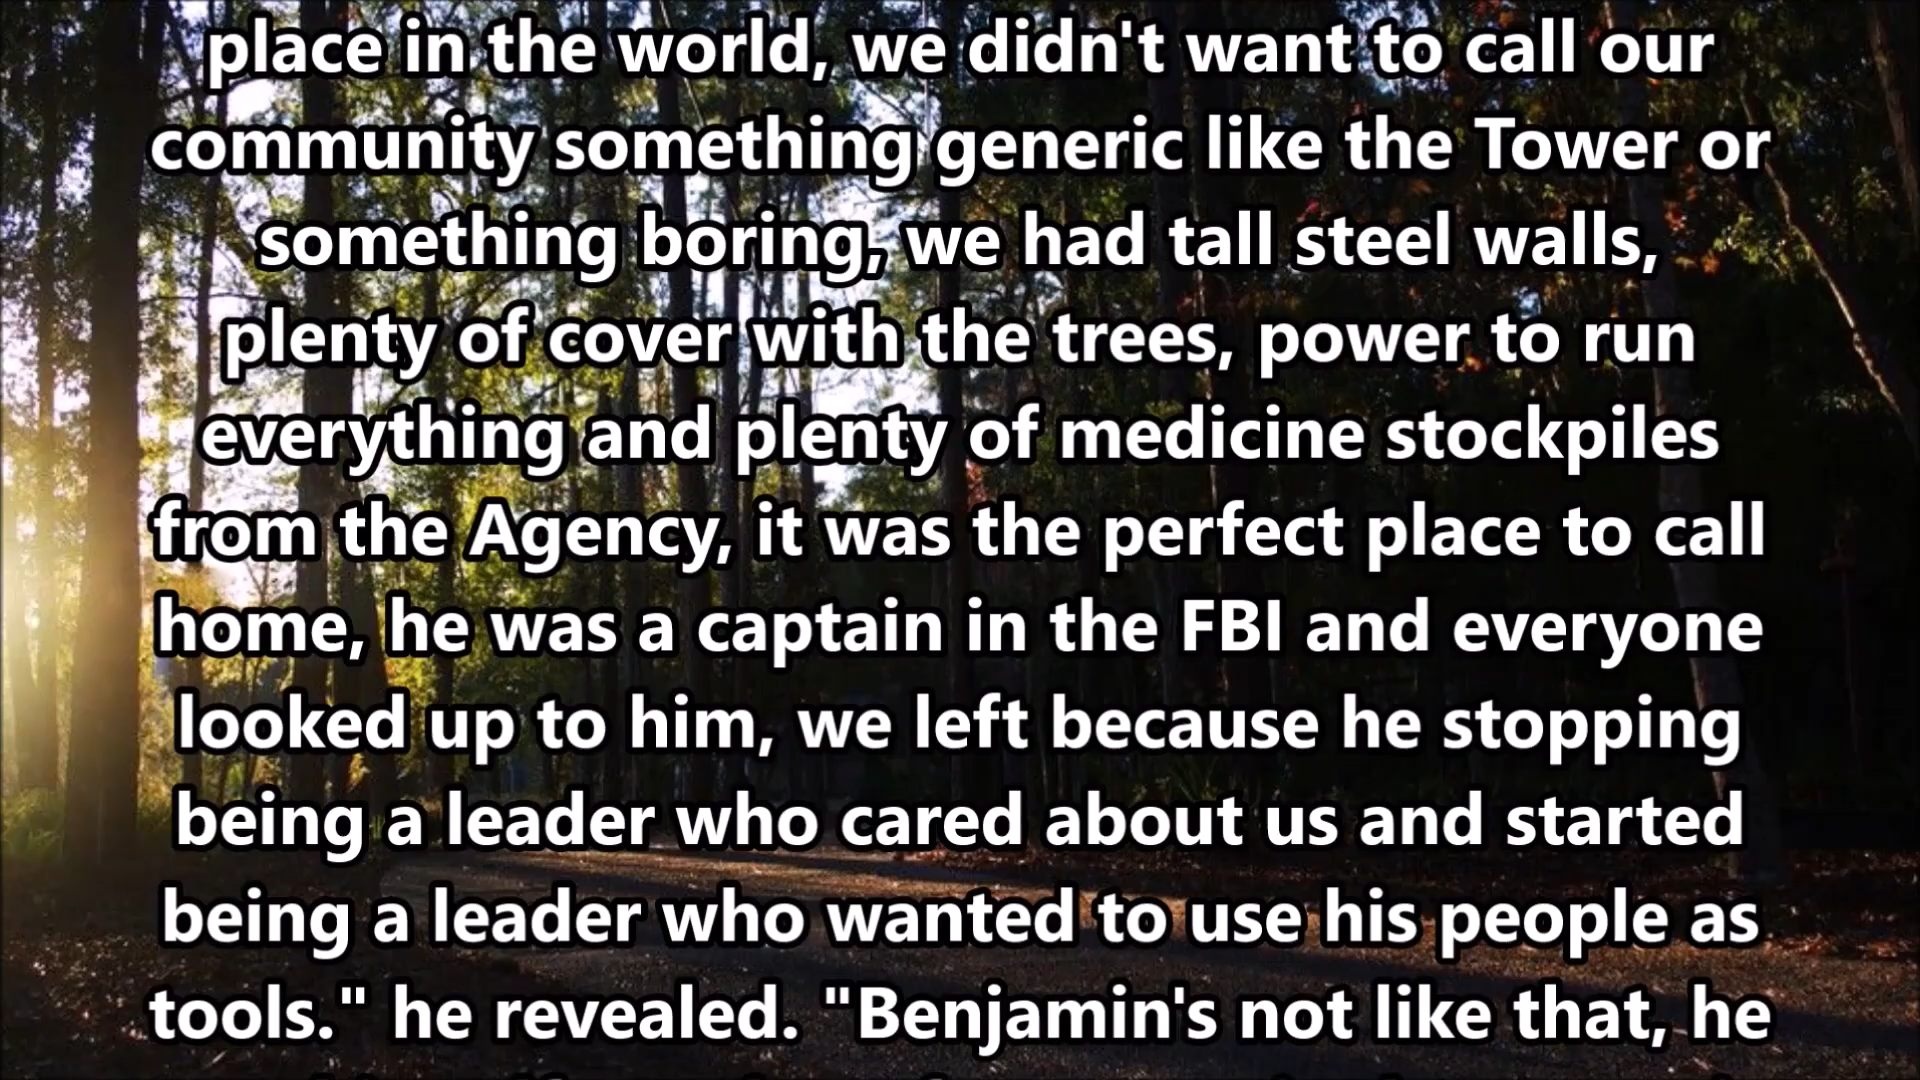 place in the world, we didn't want to call our
community something generic like the Tower or
something boring, we had tall steel walls,
plenty of cover with the trees, power to run
everything and plenty of medicine stockpiles
from the Agency, it was the perfect place to call
home, he was a captain in the FBI and everyone
looked up to him, we left because he stopping
being a leader who cared about us and started
being a leader who wanted to use his people as
tools." he revealed. "Benjamin's not like that, he